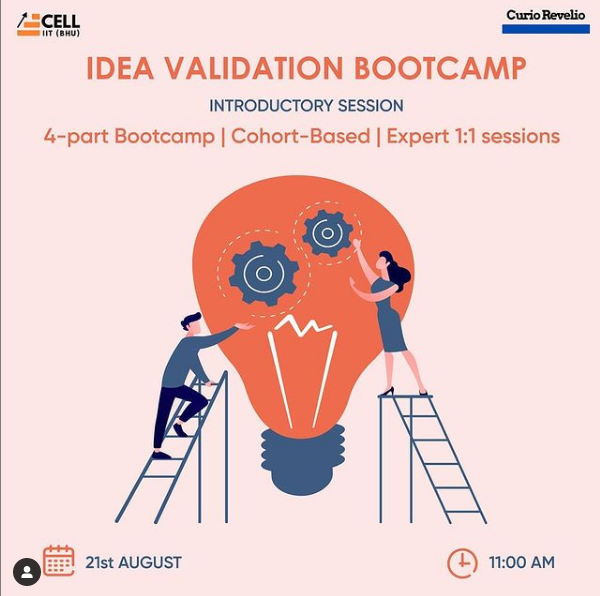 CELL
IIT (BHU)
Curio Revelio
IDEA VALIDATION BOOTCAMP
INTRODUCTORY SESSION
4-part Bootcamp | Cohort-Based | Expert 1:1 sessions
21st AUGUST
11:00 AM